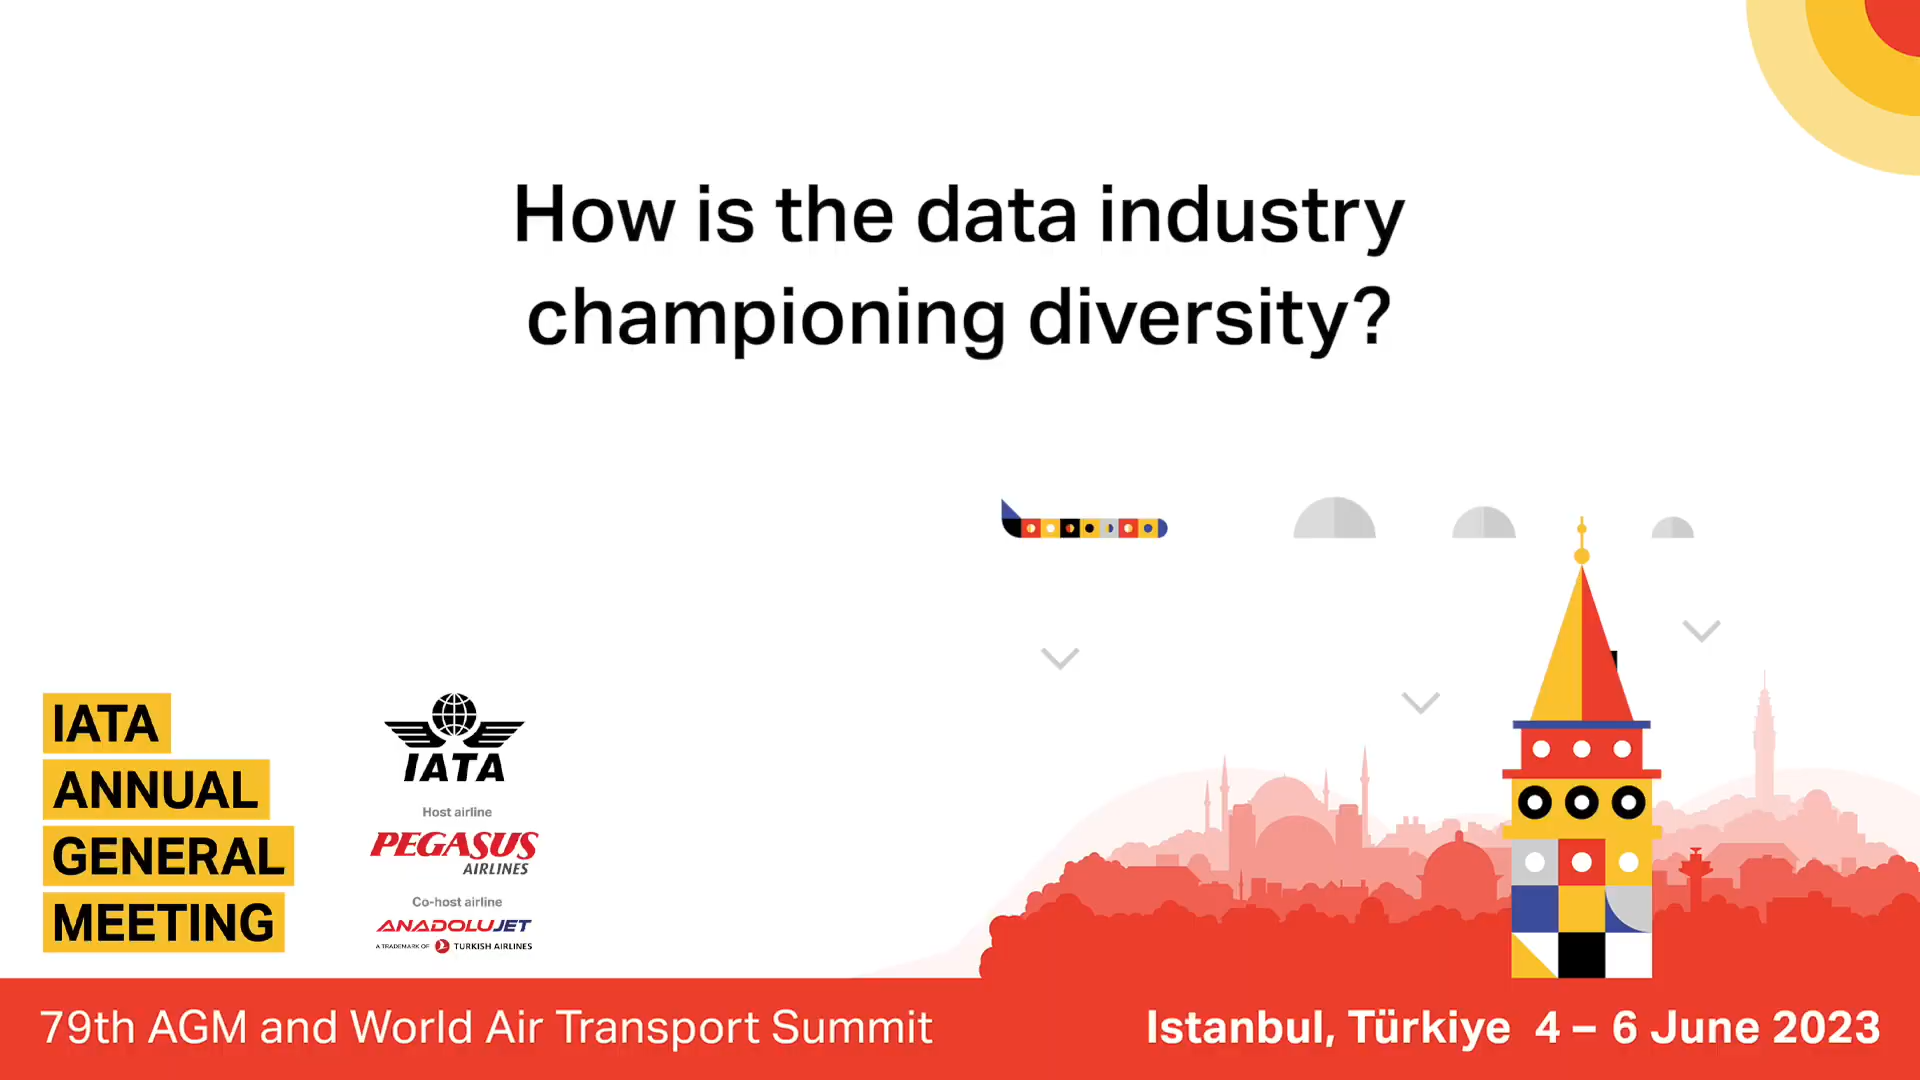 How is the data industry
championing diversity?
IATA
ANNUAL
GENERAL
MEETING
IATA
Host airline
PEGASUS
AIRLINES
Co-host airline
ANADOLUJET
A TRADEMARK OF TURKISH AIRLINES
79th AGM and World Air Transport Summit
Istanbul, Türkiye 4 – 6 June 2023